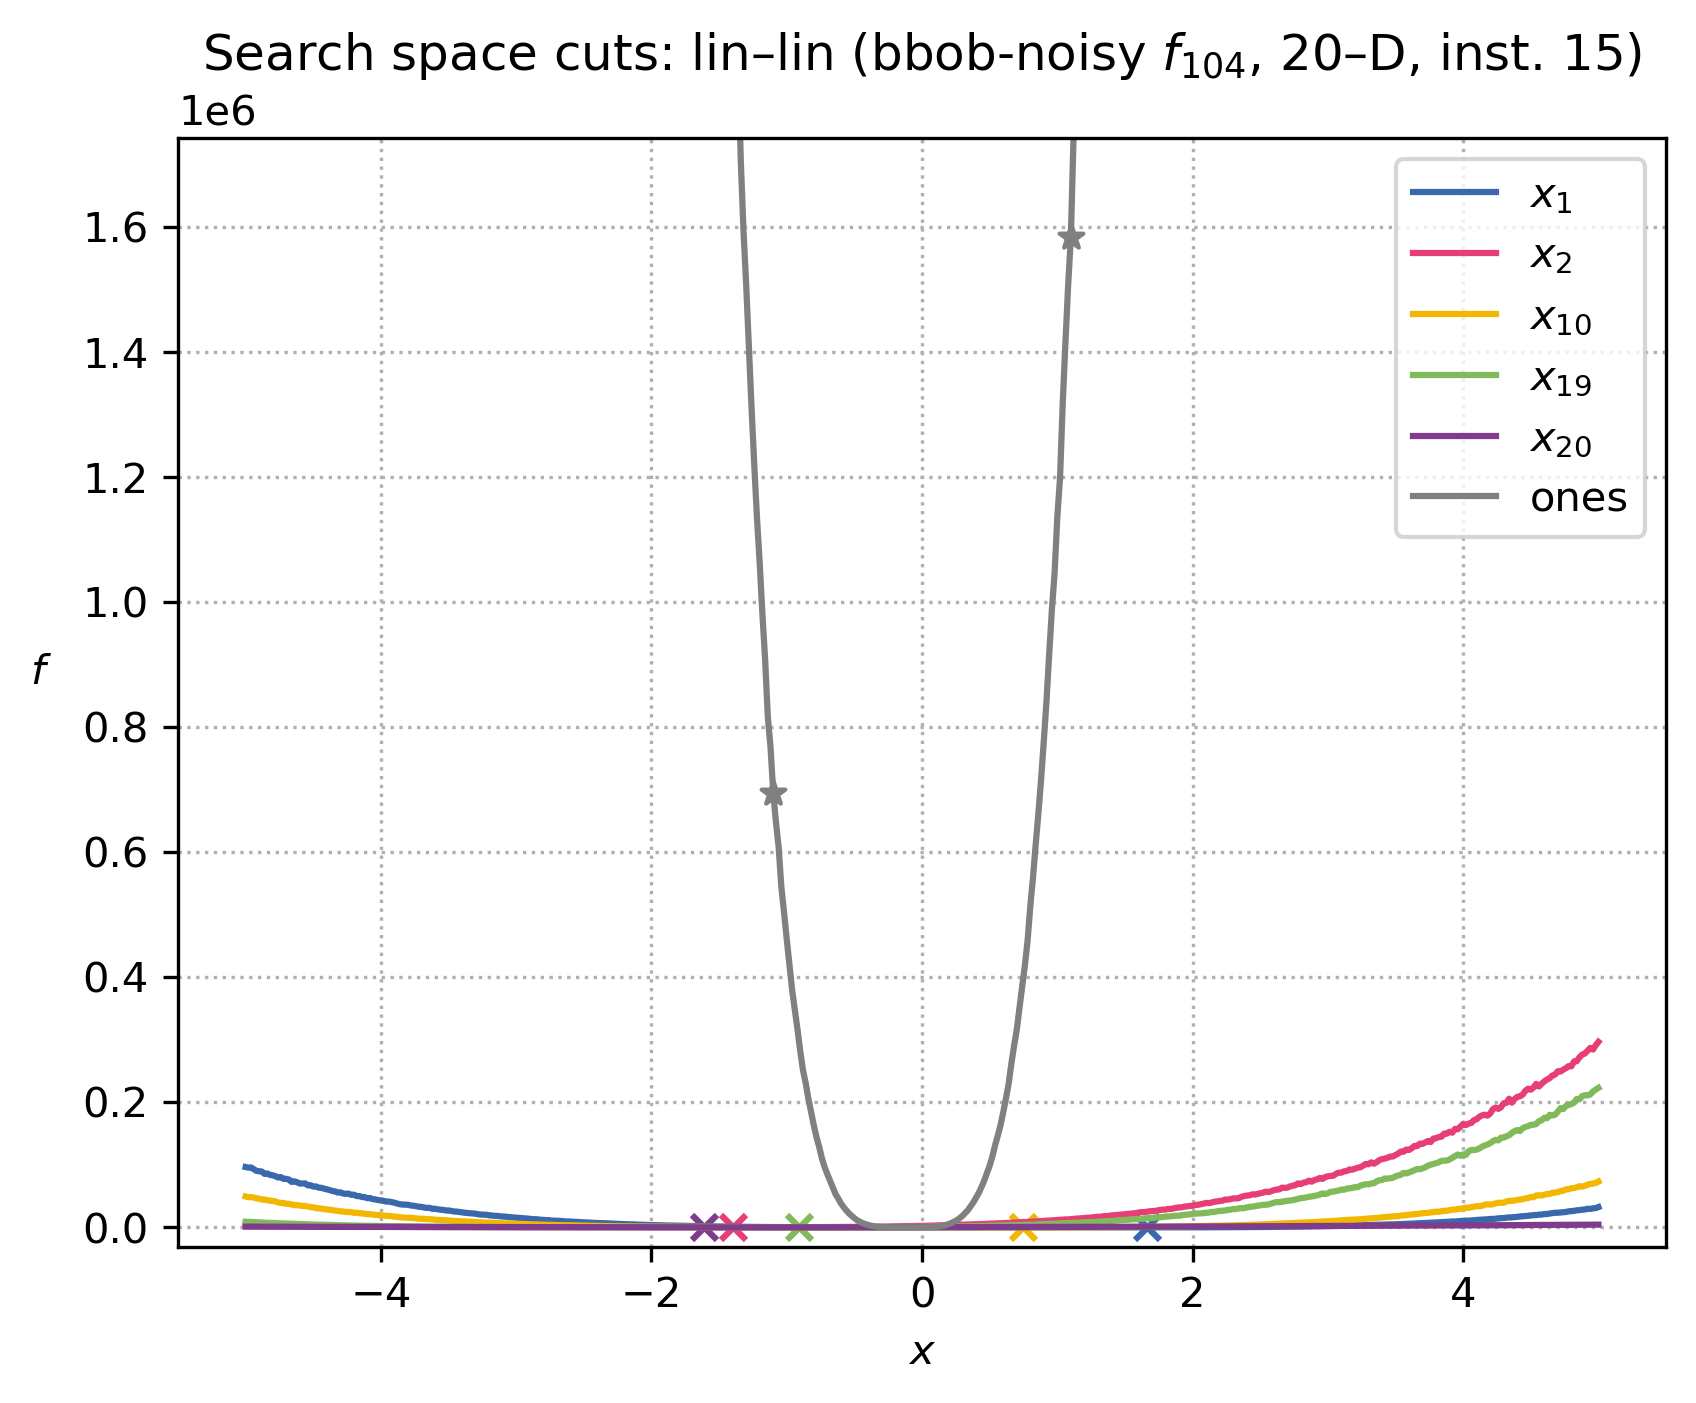 Search space cuts: lin–lin (bbob-noisy f₁₀₄, 20–D, inst. 15)
1e6
1.6
1.4
1.2
1.0
0.8
0.6
0.4
0.2
0.0
f
−4
−2
0
2
4
x
x₁
x₂
x₁₀
x₁₉
x₂₀
ones